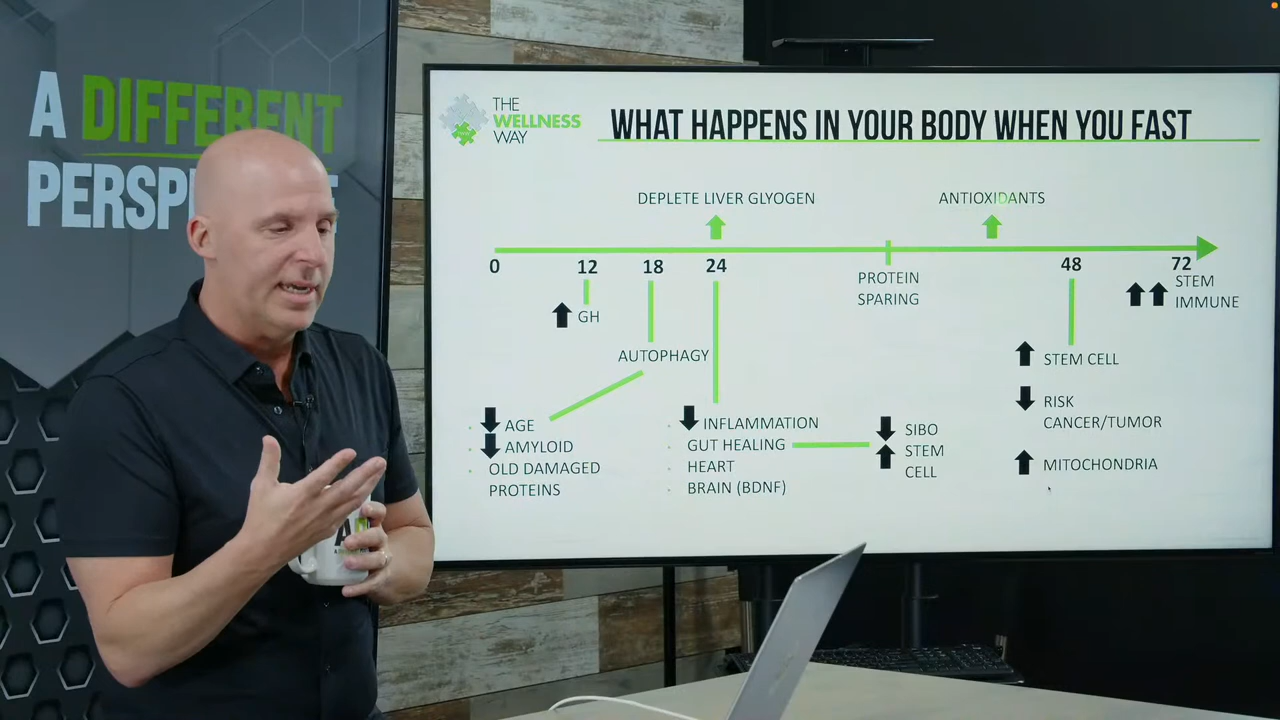 A DIFFERENT
THE
WELLNESS
WAY
WHAT HAPPENS IN YOUR BODY WHEN YOU FAST
DEPLETE LIVER GLYOGEN
ANTIOXIDANTS
0
12
18
24
48
72
PROTEIN
SPARING
STEM
IMMUNE
GH
AUTOPHAGY
STEM CELL
RISK
CANCER/TUMOR
MITOCHONDRIA
AGE
AMYLOID
OLD DAMAGED
PROTEINS
INFLAMMATION
GUT HEALING
HEART
BRAIN (BDNF)
SIBO
STEM
CELL